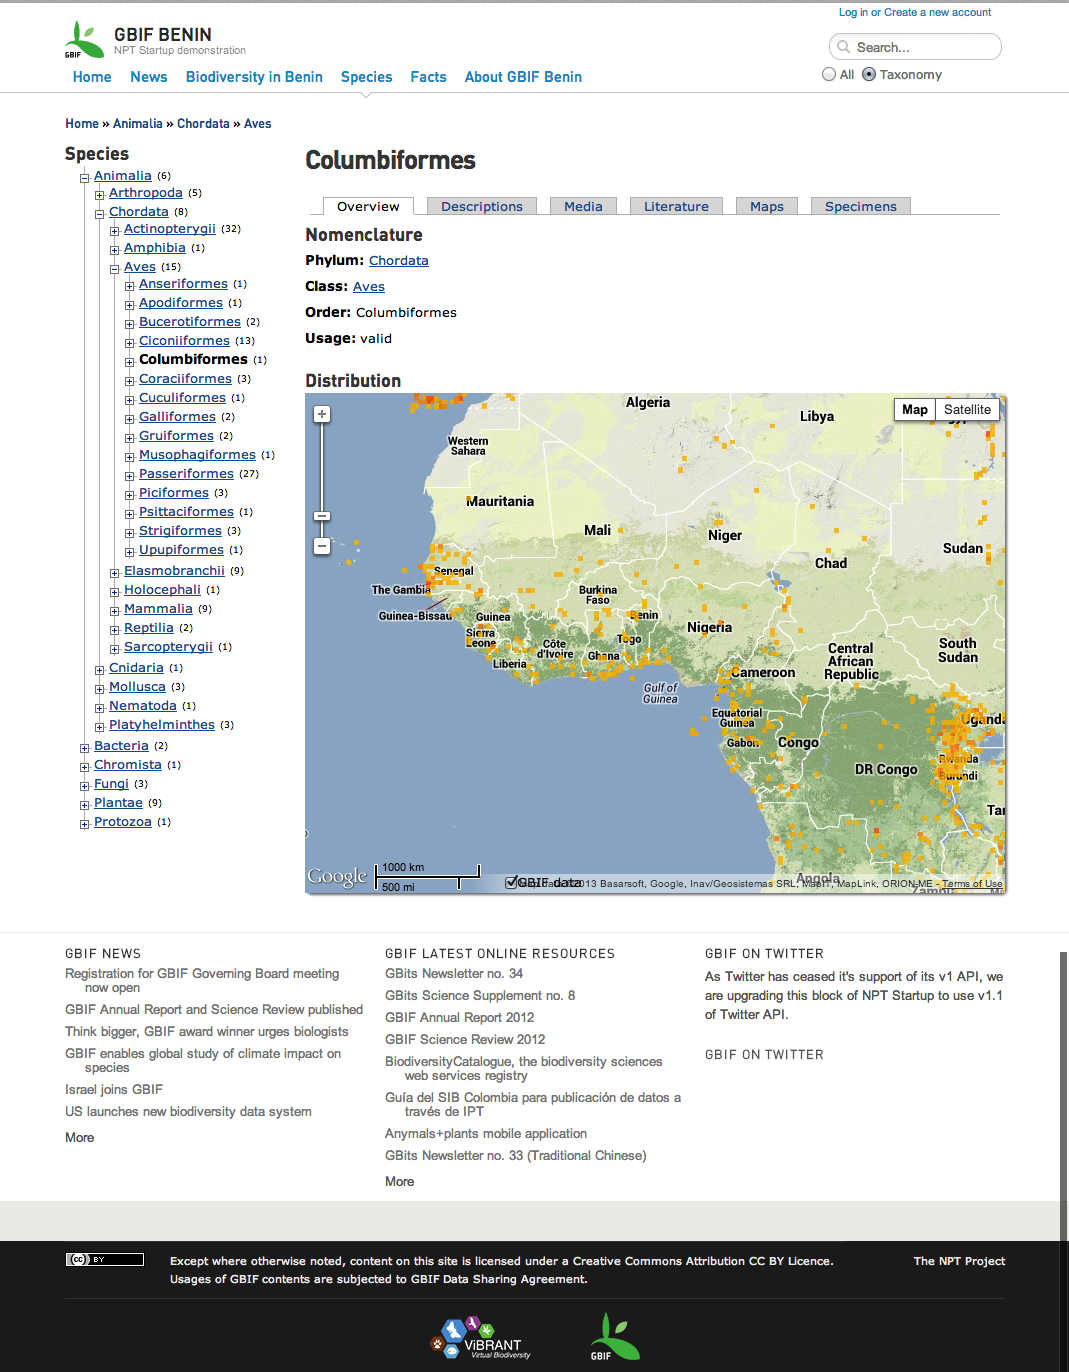 Log in or Create a new account
GBIF
GBIF BENIN
NPT Startup demonstration
Search...
All Taxonomy
Home News Biodiversity in Benin Species Facts About GBIF Benin
Home » Animalia » Chordata » Aves
Species
Animalia (6)
Arthropoda (5)
Chordata (8)
Actinopterygii (32)
Amphibia (1)
Aves (15)
Anseriformes (1)
Apodiformes (1)
Bucerotiformes (2)
Ciconiiformes (13)
Columbiformes (1)
Coraciiformes (3)
Cuculiformes (1)
Galliformes (2)
Gruiformes (2)
Musophagiformes (1)
Passeriformes (27)
Piciformes (3)
Psittaciformes (1)
Strigiformes (3)
Upupiformes (1)
Elasmobranchii (9)
Holocephali (1)
Mammalia (9)
Reptilia (2)
Sarcopterygii (1)
Cnidaria (1)
Mollusca (3)
Nematoda (1)
Platyhelminthes (3)
Bacteria (2)
Chromista (1)
Fungi (3)
Plantae (9)
Protozoa (1)
Columbiformes
Overview Descriptions Media Literature Maps Specimens
Nomenclature
Phylum: Chordata
Class: Aves
Order: Columbiformes
Usage: valid
Distribution
Map Satellite
Algeria
Libya
Western
Sahara
Mauritania
Mali
Niger
Chad
Sudan
Senegal
The Gambia
Guinea-Bissau
Guinea
Burkina
Faso
Benin
Nigeria
Sierra
Leone
Côte
d'Ivoire
Togo
Ghana
Liberia
Gulf of
Guinea
Central
African
Republic
South
Sudan
Cameroon
Equatorial
Guinea
Gabon
Congo
DR Congo
Uganda
Rwanda
Burundi
Tan
Angola
Zambia
Google
1000 km
500 mi
GBIF data
2013 Basarsoft, Google, Inav/Geosistemas SRL, MapIT, MapLink, ORION-ME - Terms of Use
GBIF NEWS
Registration for GBIF Governing Board meeting
now open
GBIF Annual Report and Science Review published
Think bigger, GBIF award winner urges biologists
GBIF enables global study of climate impact on
species
Israel joins GBIF
US launches new biodiversity data system
More
GBIF LATEST ONLINE RESOURCES
GBits Newsletter no. 34
GBits Science Supplement no. 8
GBIF Annual Report 2012
GBIF Science Review 2012
BiodiversityCatalogue, the biodiversity sciences
web services registry
Guía del SIB Colombia para publicación de datos a
través de IPT
Anymals+plants mobile application
GBits Newsletter no. 33 (Traditional Chinese)
More
GBIF ON TWITTER
As Twitter has ceased it's support of its v1 API, we
are upgrading this block of NPT Startup to use v1.1
of Twitter API.
GBIF ON TWITTER
cc BY
Except where otherwise noted, content on this site is licensed under a Creative Commons Attribution CC BY Licence.
Usages of GBIF contents are subjected to GBIF Data Sharing Agreement.
The NPT Project
ViBRANT
Virtual Biodiversity
GBIF